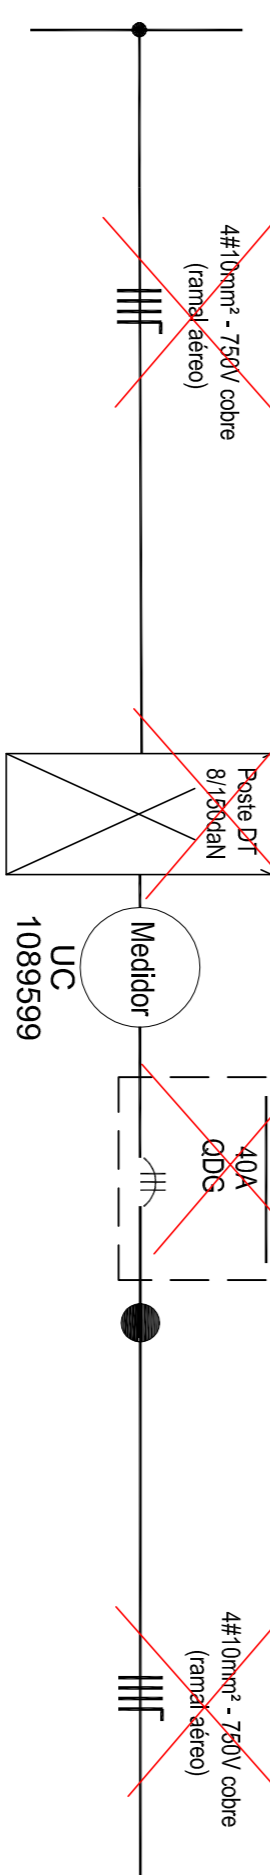 4#10mm² - 750V cobre
(ramal aéreo)
Poste DT
8/150daN
Medidor
UC
1089599
40A
QDG
4#10mm² - 750V cobre
(ramal aéreo)